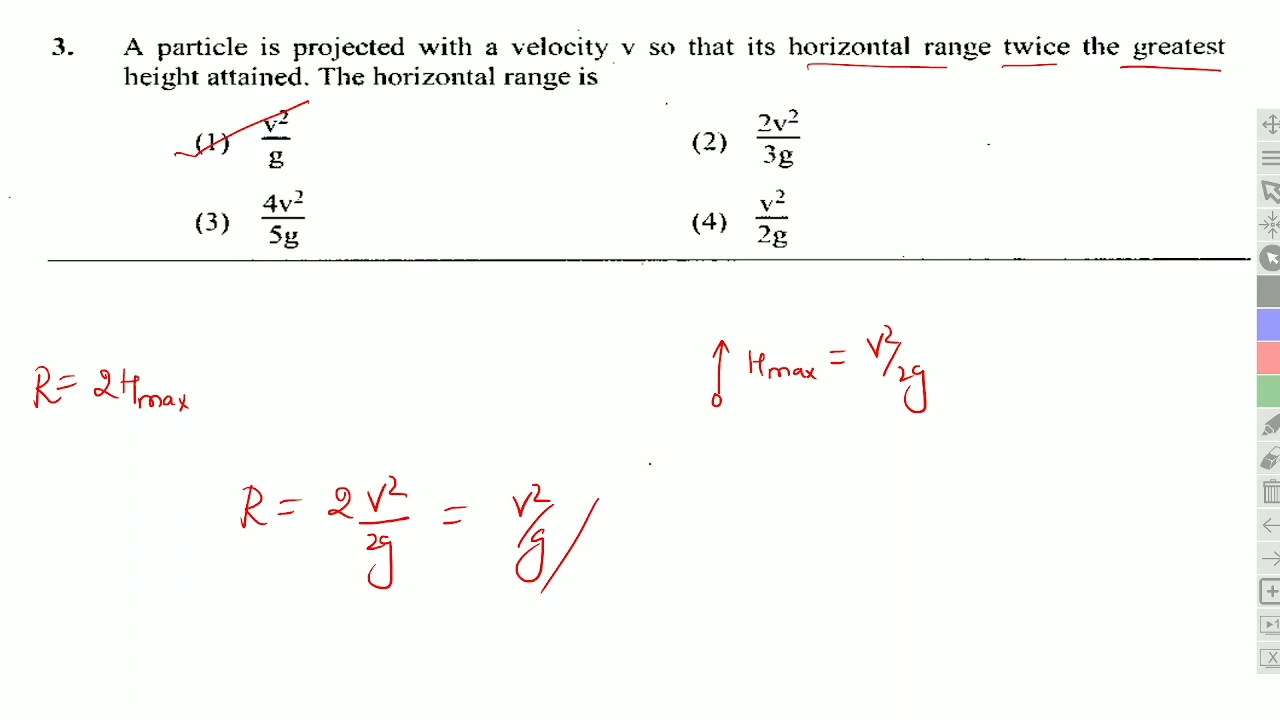 3. A particle is projected with a velocity v so that its horizontal range twice the greatest
height attained. The horizontal range is
(1) v²/g (2) 2v²/3g
(3) 4v²/5g (4) v²/2g
R = 2Hmax
Hmax = v²/2g
R = 2 v²/2g = v²/g